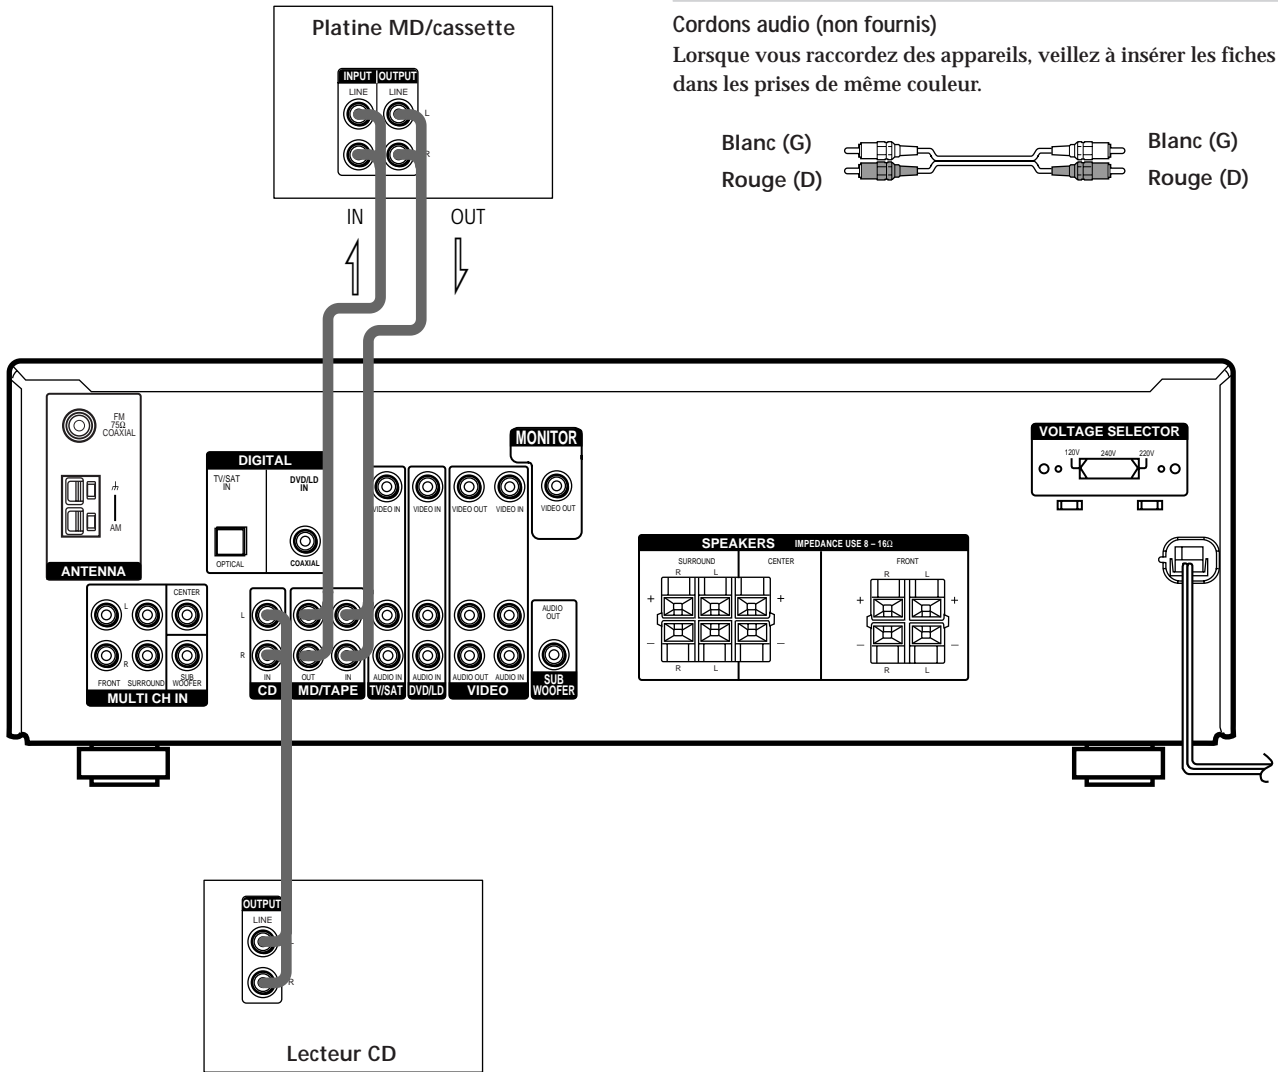 Platine MD/cassette
INPUT OUTPUT
LINE LINE
L
R
IN OUT
Cordons audio (non fournis)
Lorsque vous raccordez des appareils, veillez à insérer les fiches
dans les prises de même couleur.
Blanc (G) Blanc (G)
Rouge (D) Rouge (D)
FM
75Ω
COAXIAL
AM
ANTENNA
DIGITAL
TV/SAT
IN
DVD/LD
IN
OPTICAL
COAXIAL
MONITOR
VIDEO IN VIDEO IN VIDEO OUT VIDEO IN VIDEO OUT
VOLTAGE SELECTOR
120V 240V 220V
SPEAKERS IMPEDANCE USE 8 – 16Ω
SURROUND CENTER FRONT
R L R L
+ + + +
– – – –
R L R L
CENTER
L
R
FRONT SURROUND SUB
WOOFER
MULTI CH IN
L
R
IN OUT IN AUDIO IN AUDIO IN AUDIO OUT AUDIO IN
CD MD/TAPE TV/SAT DVD/LD VIDEO
AUDIO
OUT
SUB
WOOFER
OUTPUT
LINE
L
R
Lecteur CD